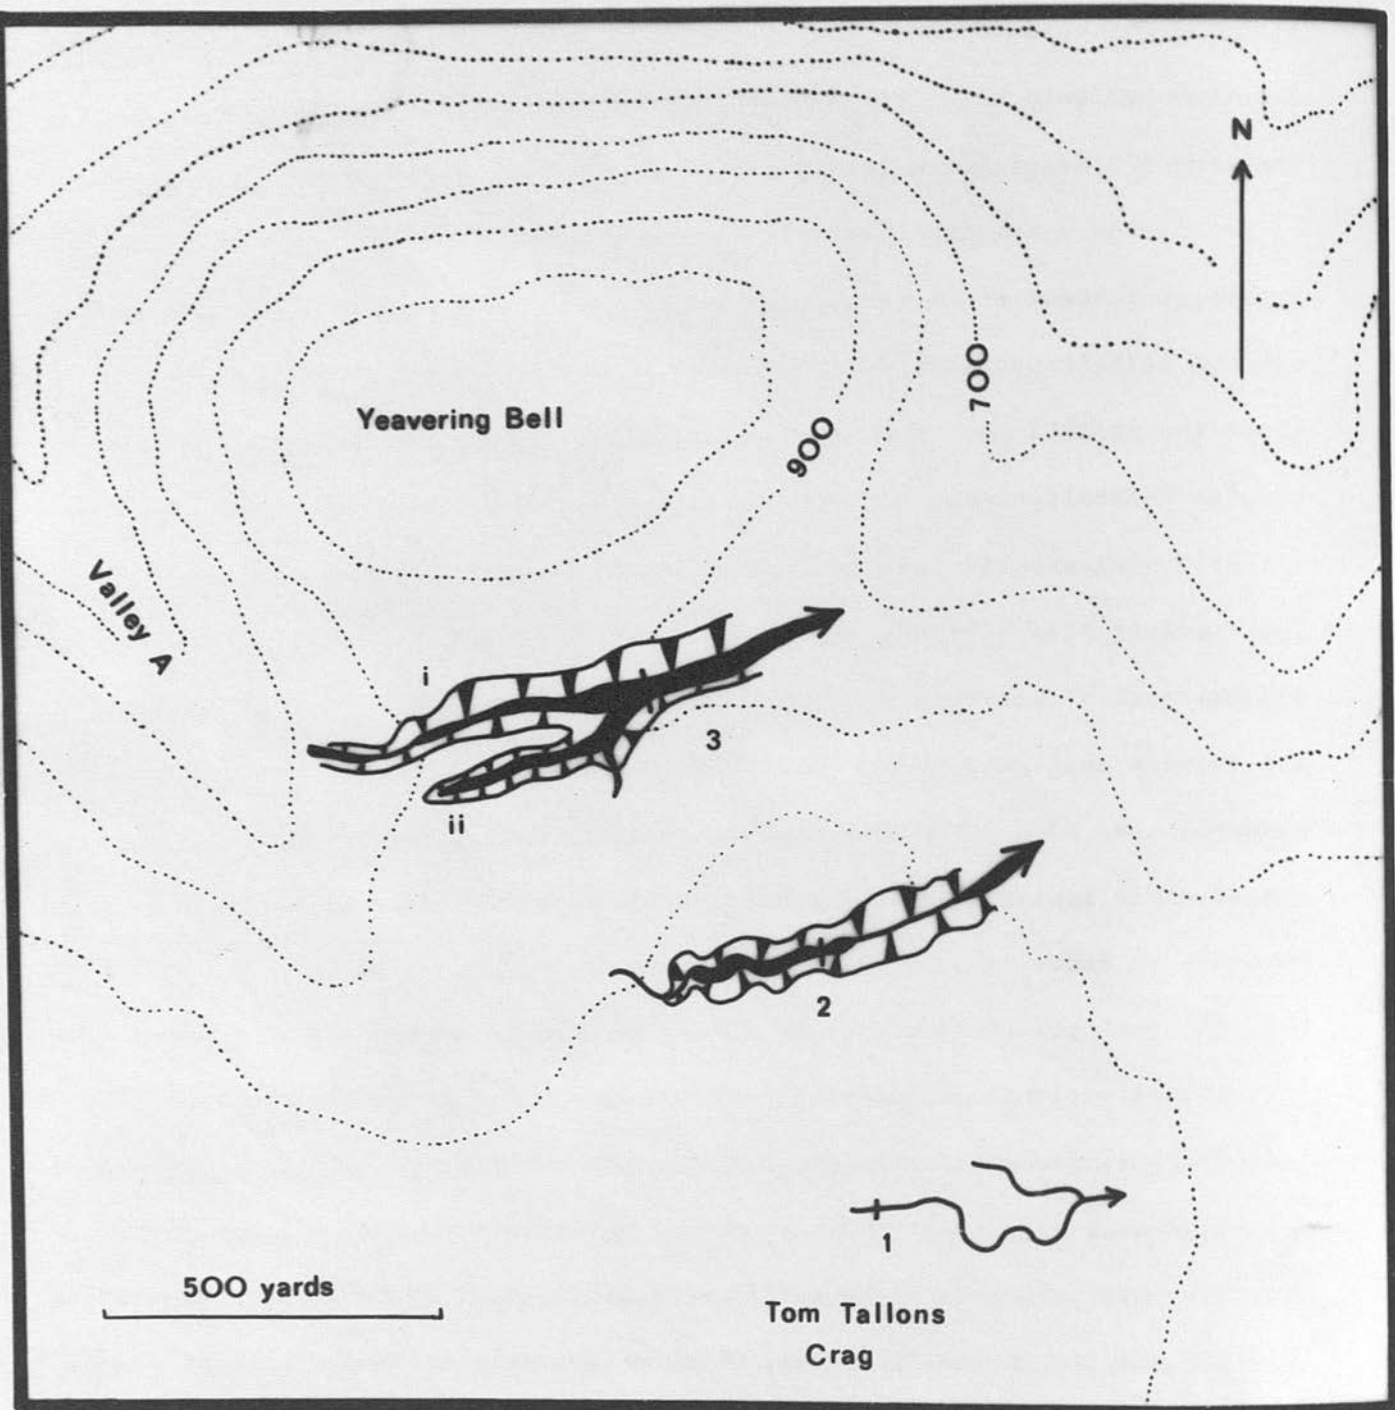 N
700
Yeavering Bell
900
Valley A
i
3
ii
2
1
500 yards
Tom Tallons
Crag